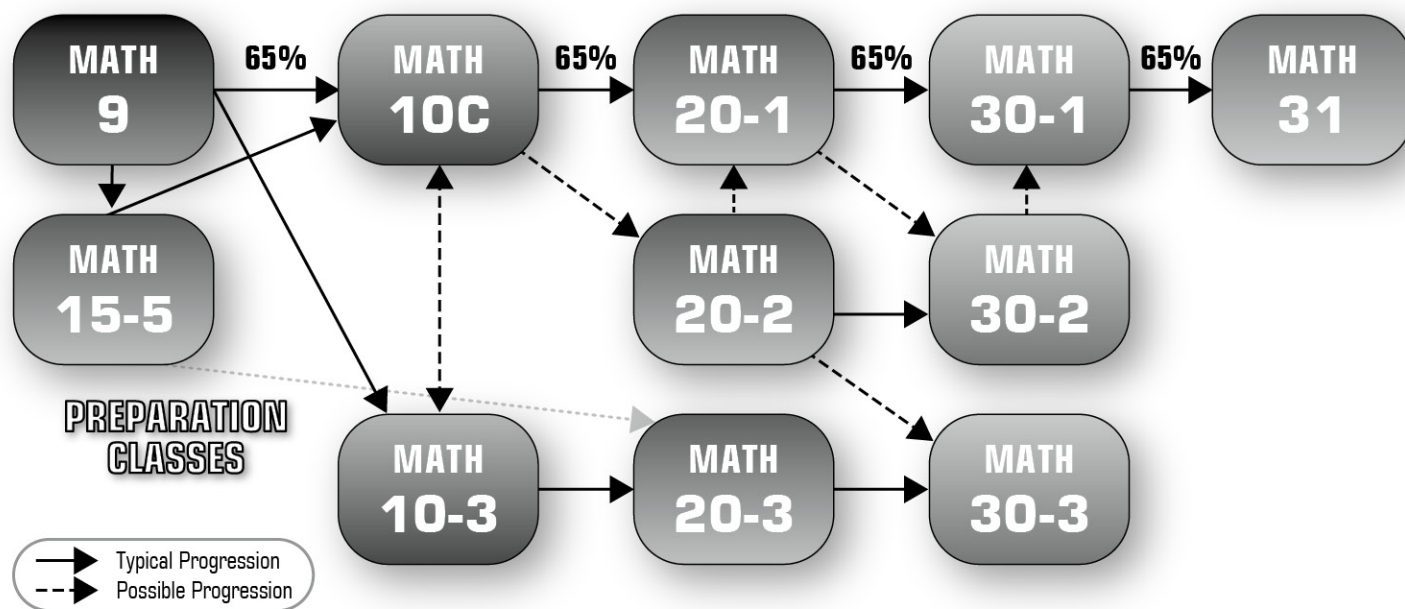 MATH
9
65%
MATH
10C
65%
MATH
20-1
65%
MATH
30-1
65%
MATH
31
MATH
15-5
MATH
20-2
MATH
30-2
PREPARATION
CLASSES
MATH
10-3
MATH
20-3
MATH
30-3
Typical Progression
Possible Progression